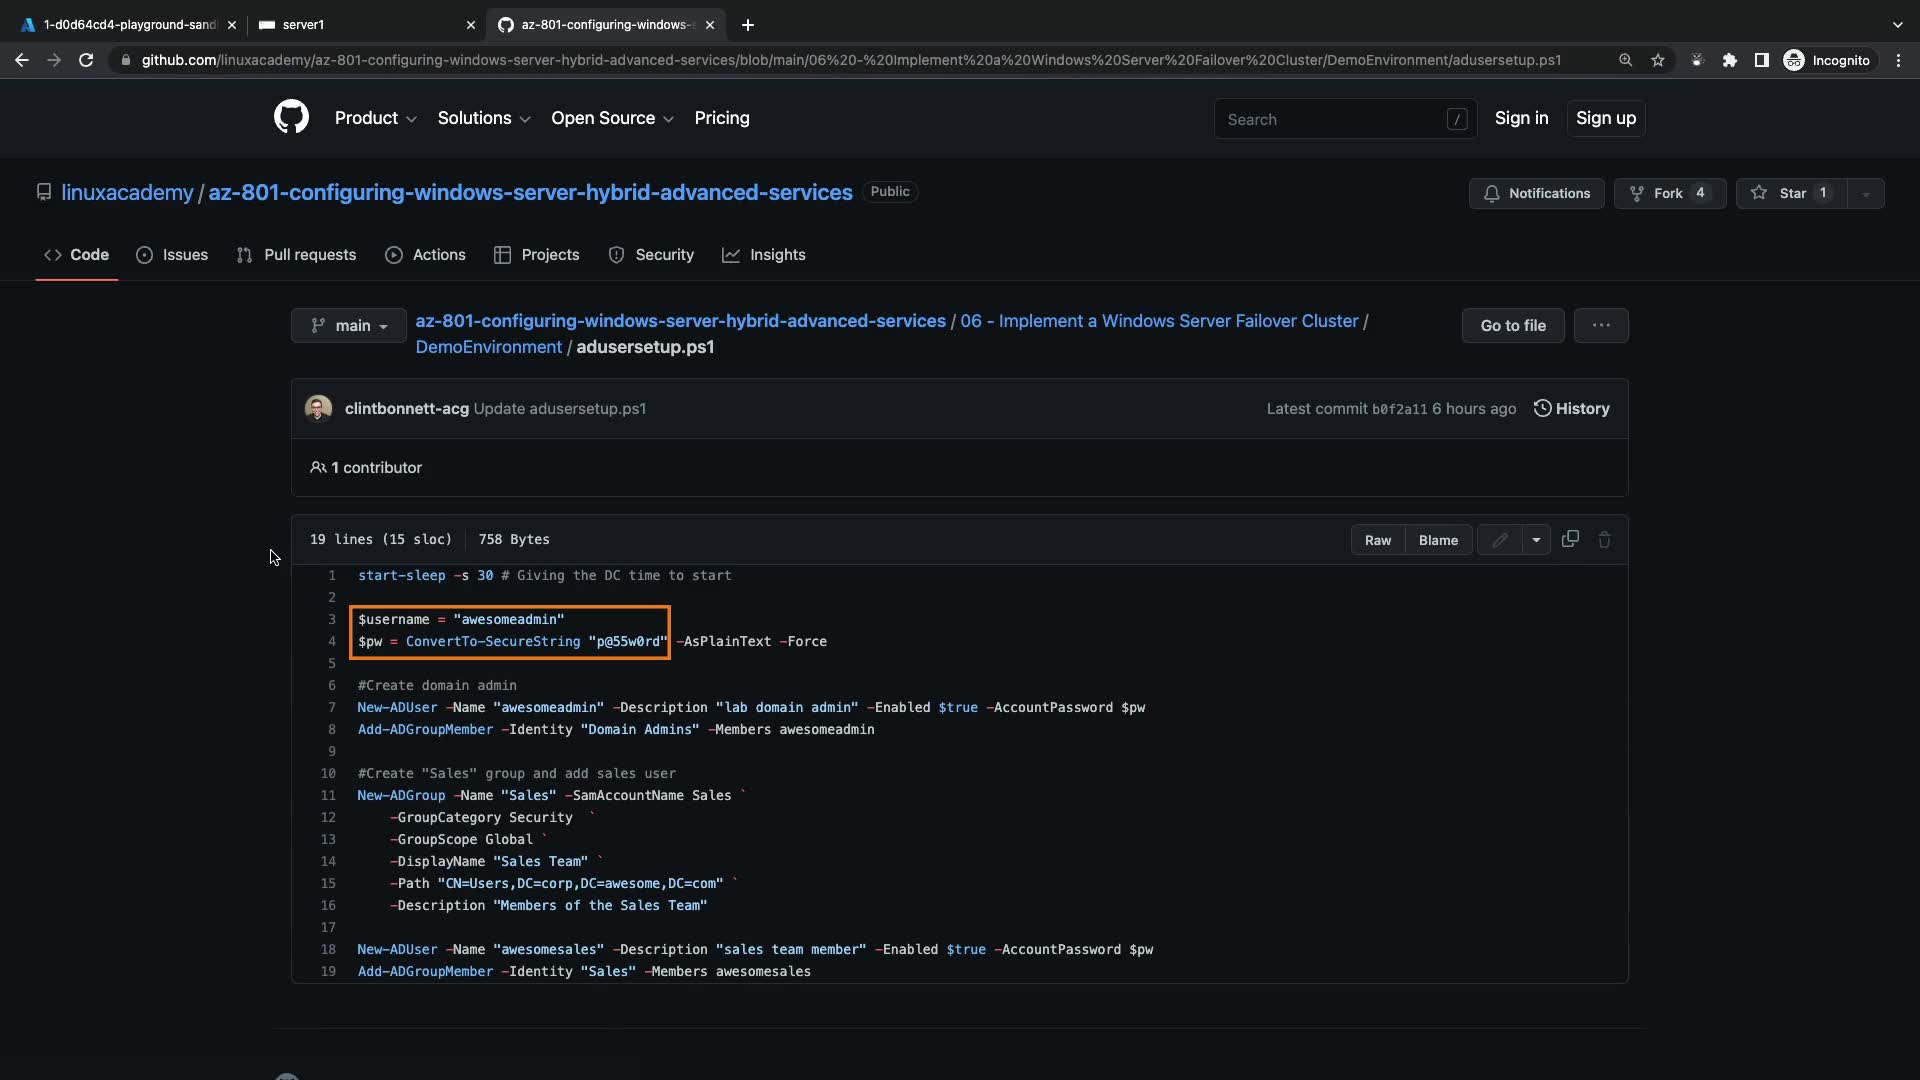 1-d0d64cd4-playground-sand
server1
az-801-configuring-windows-s
github.com/linuxacademy/az-801-configuring-windows-server-hybrid-advanced-services/blob/main/06%20-%20Implement%20a%20Windows%20Server%20Failover%20Cluster/DemoEnvironment/adusersetup.ps1
Incognito
Product
Solutions
Open Source
Pricing
Search /
Sign in
Sign up
linuxacademy / az-801-configuring-windows-server-hybrid-advanced-services Public
Notifications
Fork 4
Star 1
Code
Issues
Pull requests
Actions
Projects
Security
Insights
main
az-801-configuring-windows-server-hybrid-advanced-services / 06 - Implement a Windows Server Failover Cluster /
DemoEnvironment / adusersetup.ps1
Go to file
...
clintbonnett-acg Update adusersetup.ps1
Latest commit b0f2a11 6 hours ago
History
1 contributor
19 lines (15 sloc) 758 Bytes
Raw
Blame
1 start-sleep -s 30 # Giving the DC time to start
2
3 $username = "awesomeadmin"
4 $pw = ConvertTo-SecureString "p@55w0rd" -AsPlainText -Force
5
6 #Create domain admin
7 New-ADUser -Name "awesomeadmin" -Description "lab domain admin" -Enabled $true -AccountPassword $pw
8 Add-ADGroupMember -Identity "Domain Admins" -Members awesomeadmin
9
10 #Create "Sales" group and add sales user
11 New-ADGroup -Name "Sales" -SamAccountName Sales `
12 -GroupCategory Security `
13 -GroupScope Global `
14 -DisplayName "Sales Team" `
15 -Path "CN=Users,DC=corp,DC=awesome,DC=com" `
16 -Description "Members of the Sales Team"
17
18 New-ADUser -Name "awesomesales" -Description "sales team member" -Enabled $true -AccountPassword $pw
19 Add-ADGroupMember -Identity "Sales" -Members awesomesales